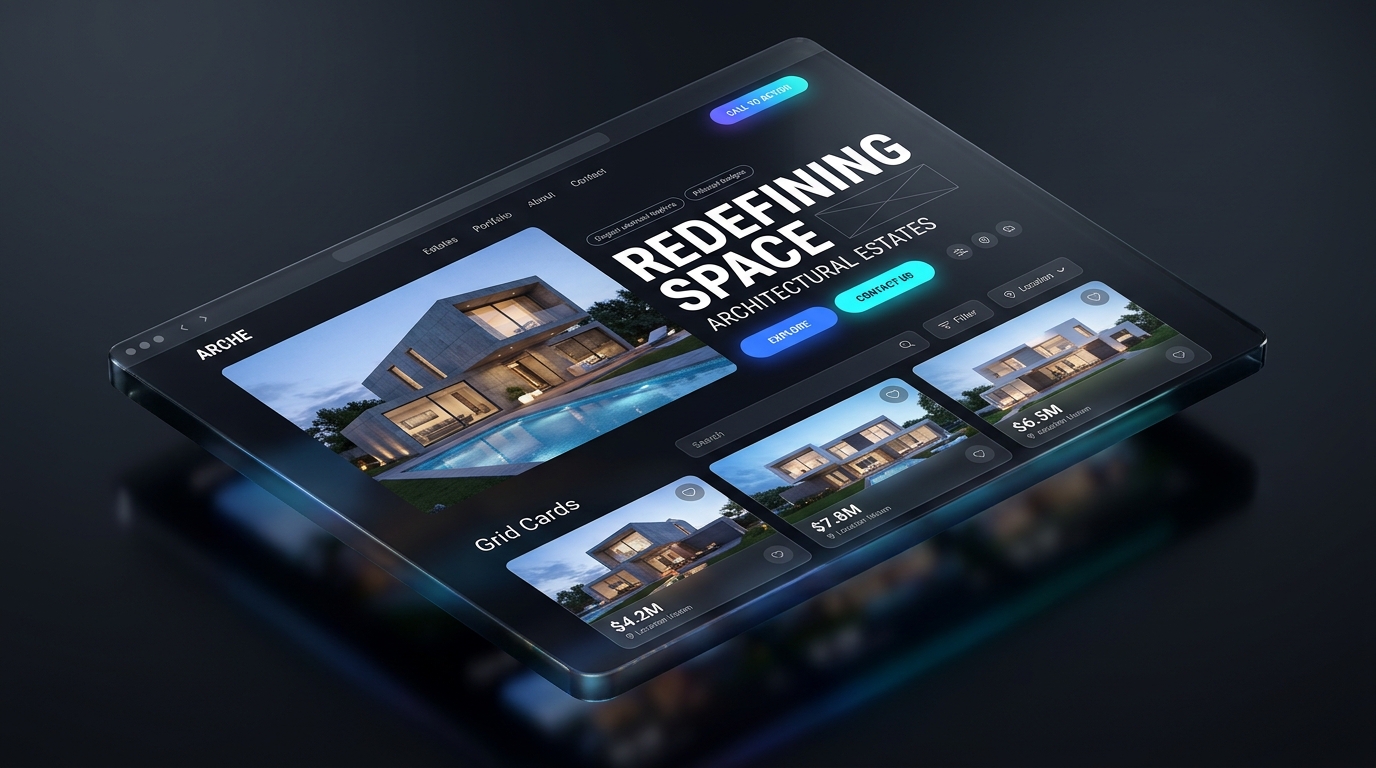 CALL TO ACTION
Estates Portfolio About Contact
ARCHE
REDEFINING
SPACE
ARCHITECTURAL ESTATES
EXPLORE CONTACT US
Search Filter Location
Grid Cards
$4.2M
$7.8M
$6.5M
Location